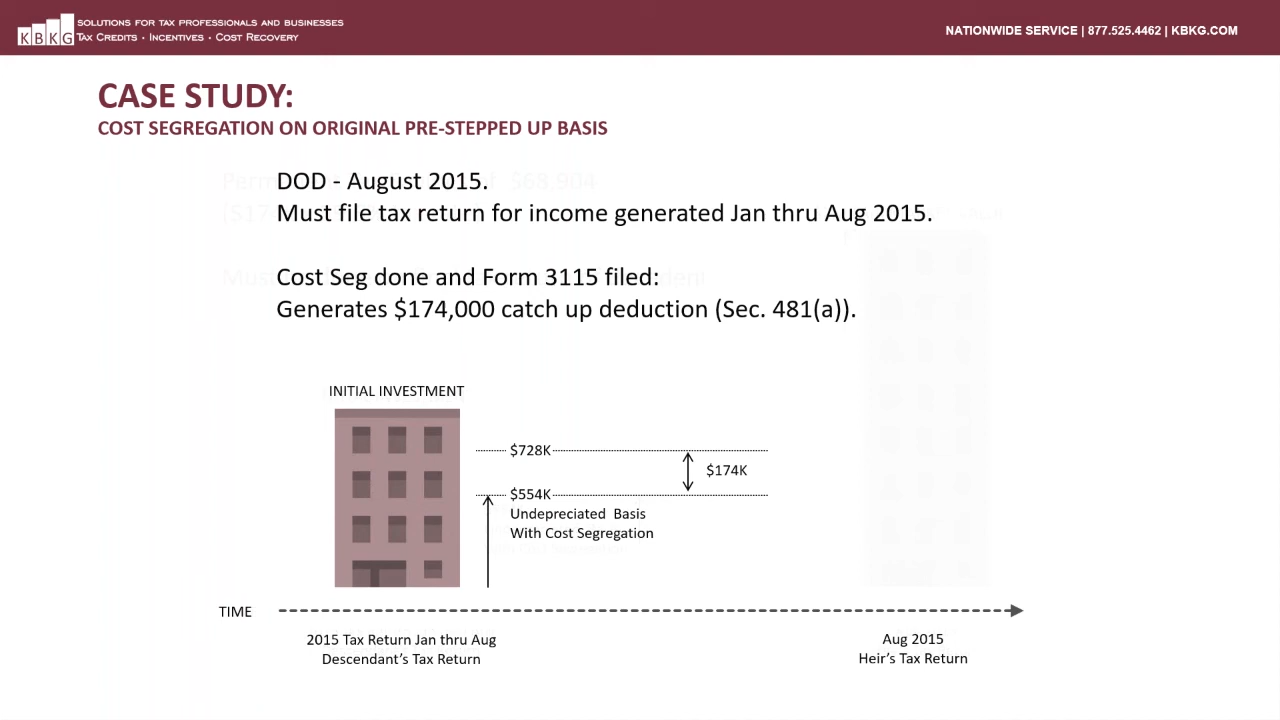 KBKG
SOLUTIONS FOR TAX PROFESSIONALS AND BUSINESSES
TAX CREDITS · INCENTIVES · COST RECOVERY
NATIONWIDE SERVICE | 877.525.4462 | KBKG.COM
CASE STUDY:
COST SEGREGATION ON ORIGINAL PRE-STEPPED UP BASIS
DOD - August 2015.
Must file tax return for income generated Jan thru Aug 2015.
Cost Seg done and Form 3115 filed:
Generates $174,000 catch up deduction (Sec. 481(a)).
INITIAL INVESTMENT
$728K
$174K
$554K
Undepreciated Basis
With Cost Segregation
TIME
2015 Tax Return Jan thru Aug
Descendant's Tax Return
Aug 2015
Heir's Tax Return